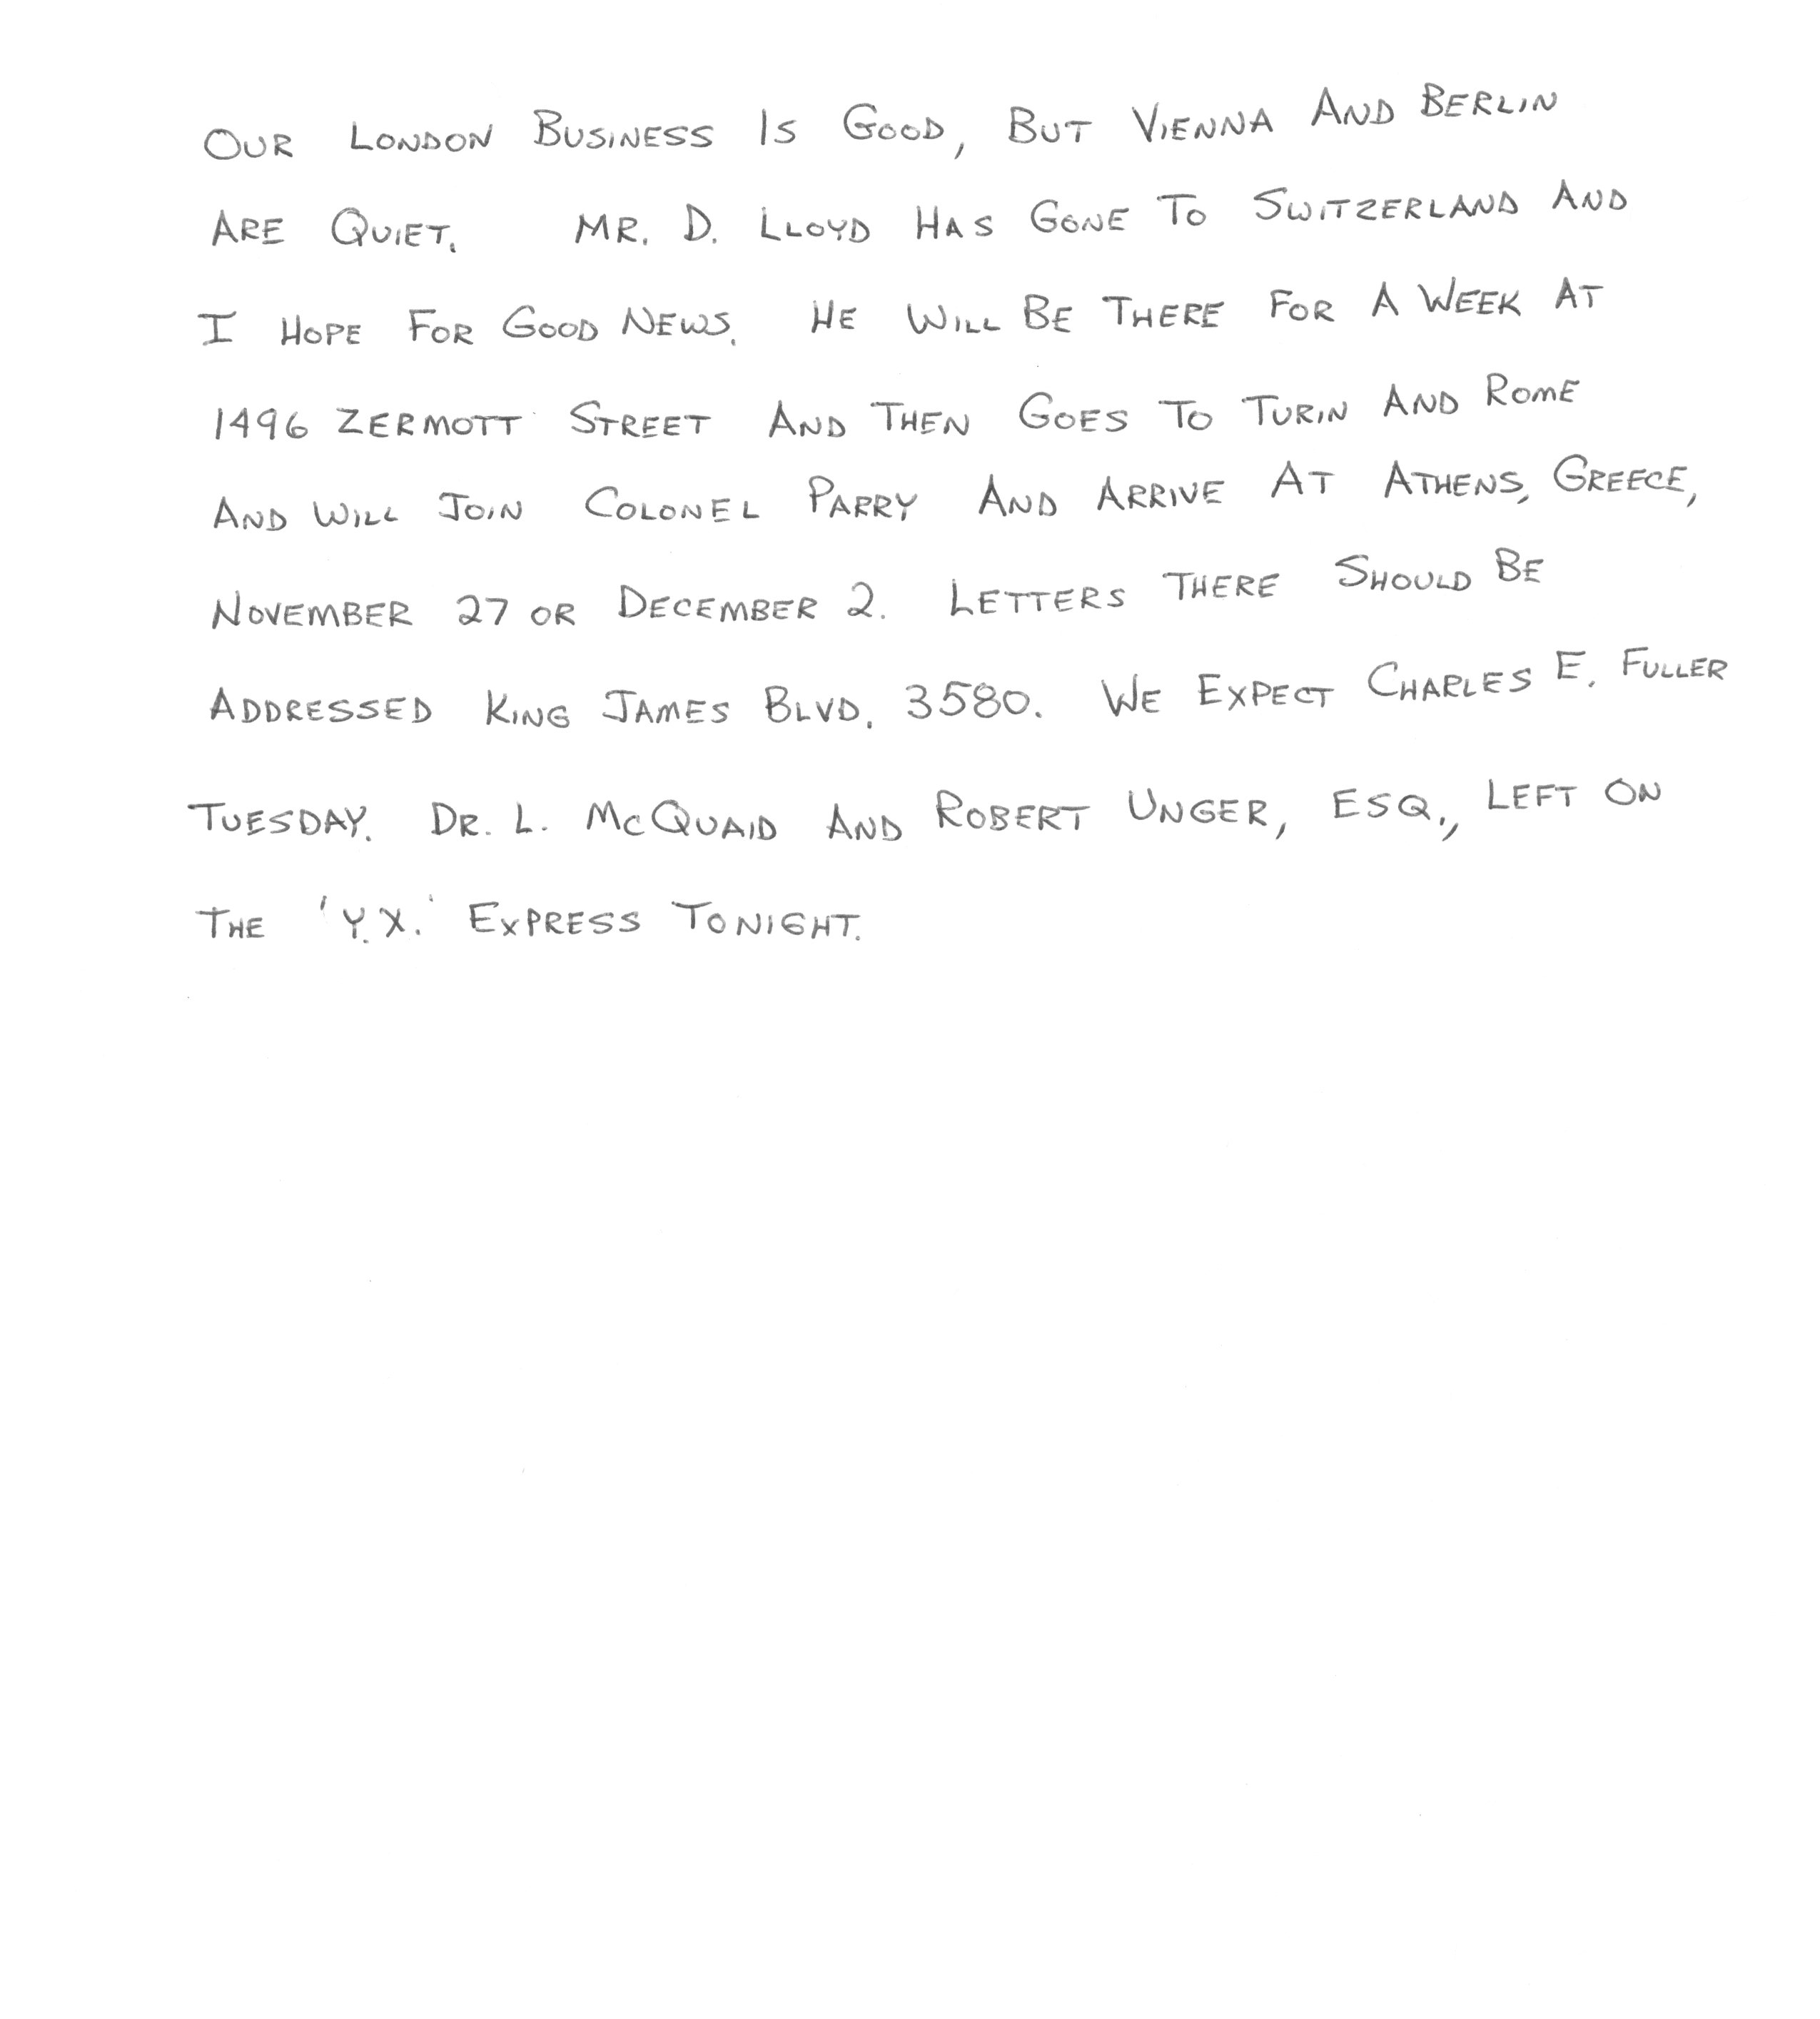 OUR LONDON BUSINESS IS GOOD, BUT VIENNA AND BERLIN
ARE QUIET. MR. D. LLOYD HAS GONE TO SWITZERLAND AND
I HOPE FOR GOOD NEWS. HE WILL BE THERE FOR A WEEK AT
1496 ZERMOTT STREET AND THEN GOES TO TURIN AND ROME
AND WILL JOIN COLONEL PARRY AND ARRIVE AT ATHENS, GREECE,
NOVEMBER 27 OR DECEMBER 2. LETTERS THERE SHOULD BE
ADDRESSED KING JAMES BLVD. 3580. WE EXPECT CHARLES E. FULLER
TUESDAY. DR. L. MCQUAID AND ROBERT UNGER, ESQ., LEFT ON
THE 'Y.X.' EXPRESS TONIGHT.